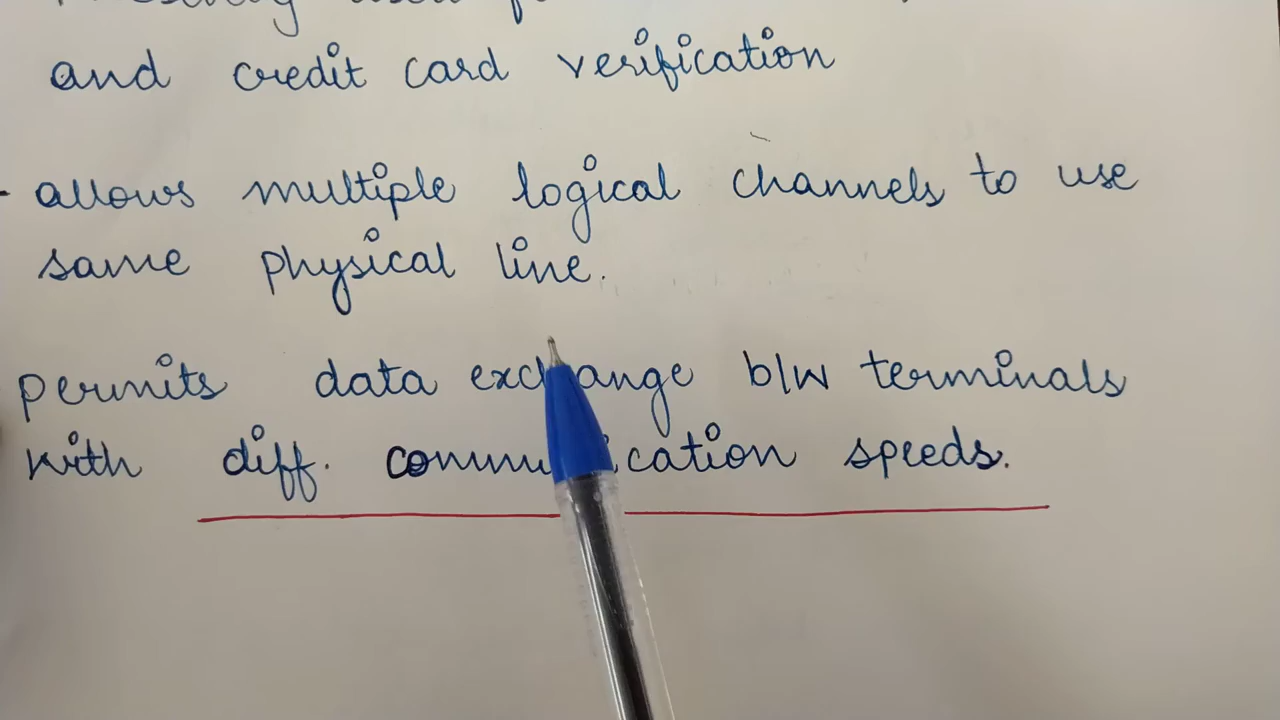 and credit card verification
- allows multiple logical channels to use
same physical line.
permits data exchange b/w terminals
with diff. communication speeds.